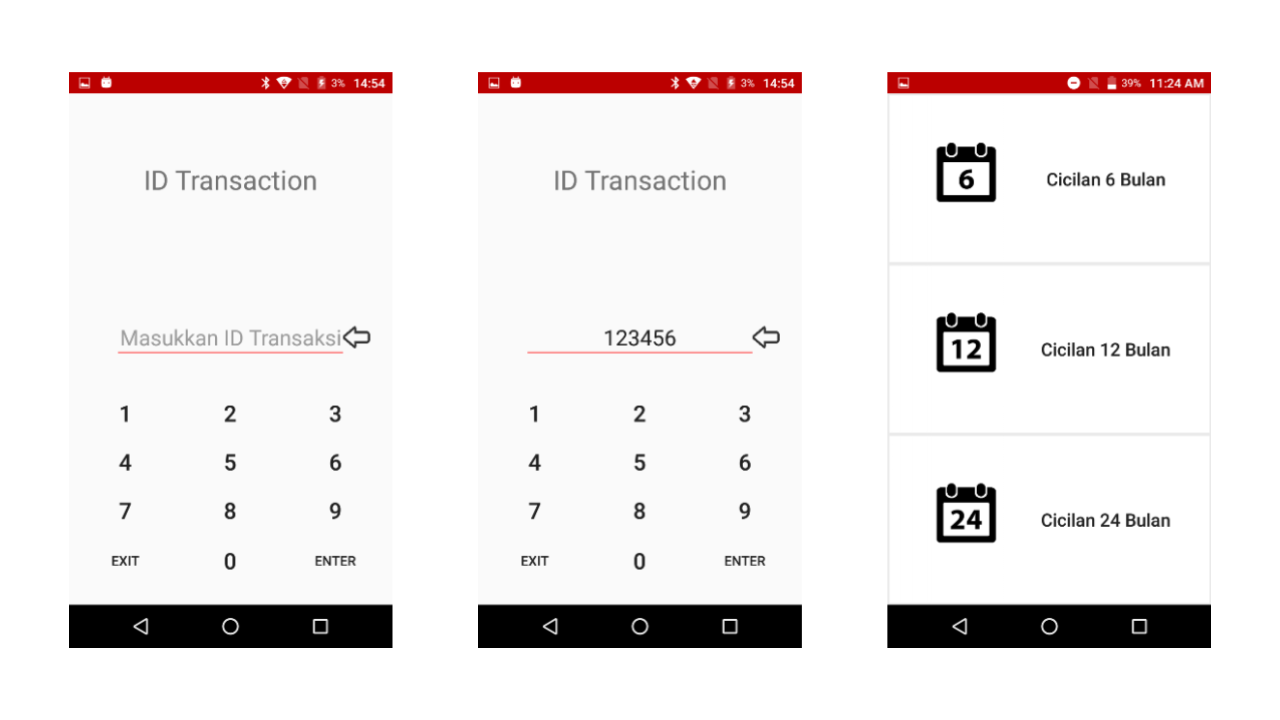 3% 14:54
ID Transaction
Masukkan ID Transaksi
1 2 3
4 5 6
7 8 9
EXIT 0 ENTER
3% 14:54
ID Transaction
123456
1 2 3
4 5 6
7 8 9
EXIT 0 ENTER
39% 11:24 AM
6 Cicilan 6 Bulan
12 Cicilan 12 Bulan
24 Cicilan 24 Bulan